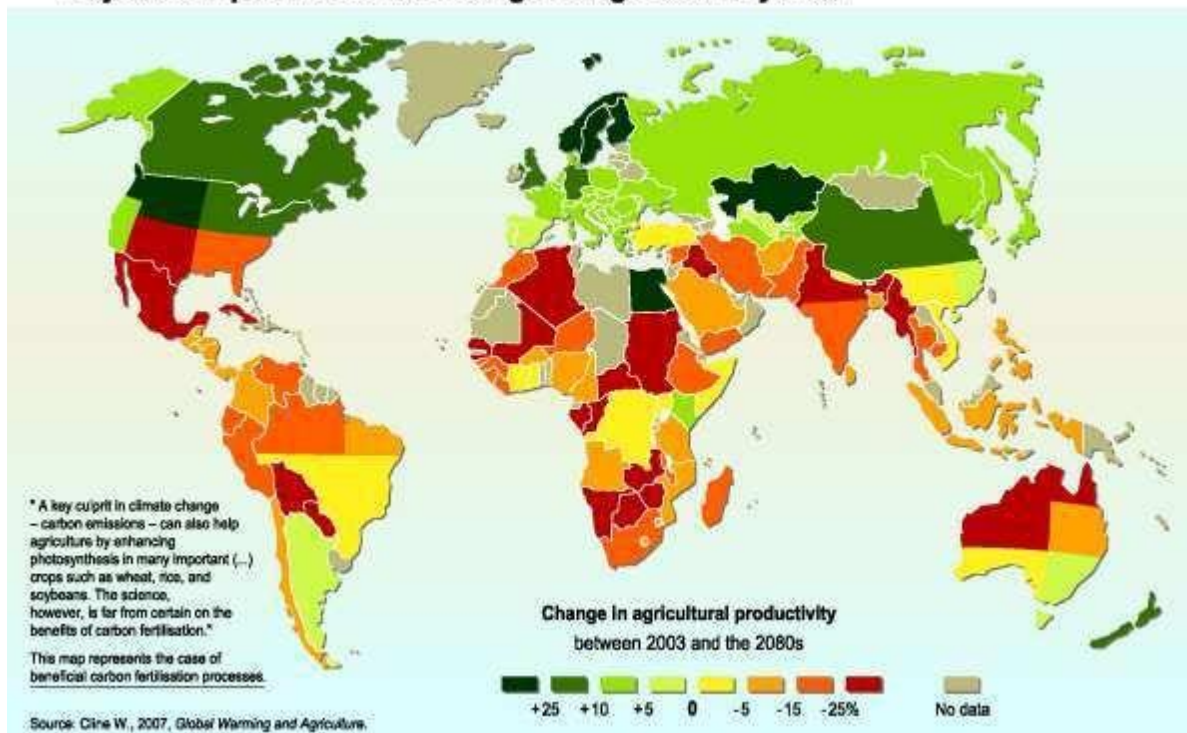 " A key culprit in climate change
– carbon emissions – can also help
agriculture by enhancing
photosynthesis in many important (...)
crops such as wheat, rice, and
soybeans. The science,
however, is far from certain on the
benefits of carbon fertilisation."
This map represents the case of
beneficial carbon fertilisation processes.
Source: Cline W., 2007, Global Warming and Agriculture.
Change in agricultural productivity
between 2003 and the 2080s
+25 +10 +5 0 -5 -15 -25% No data